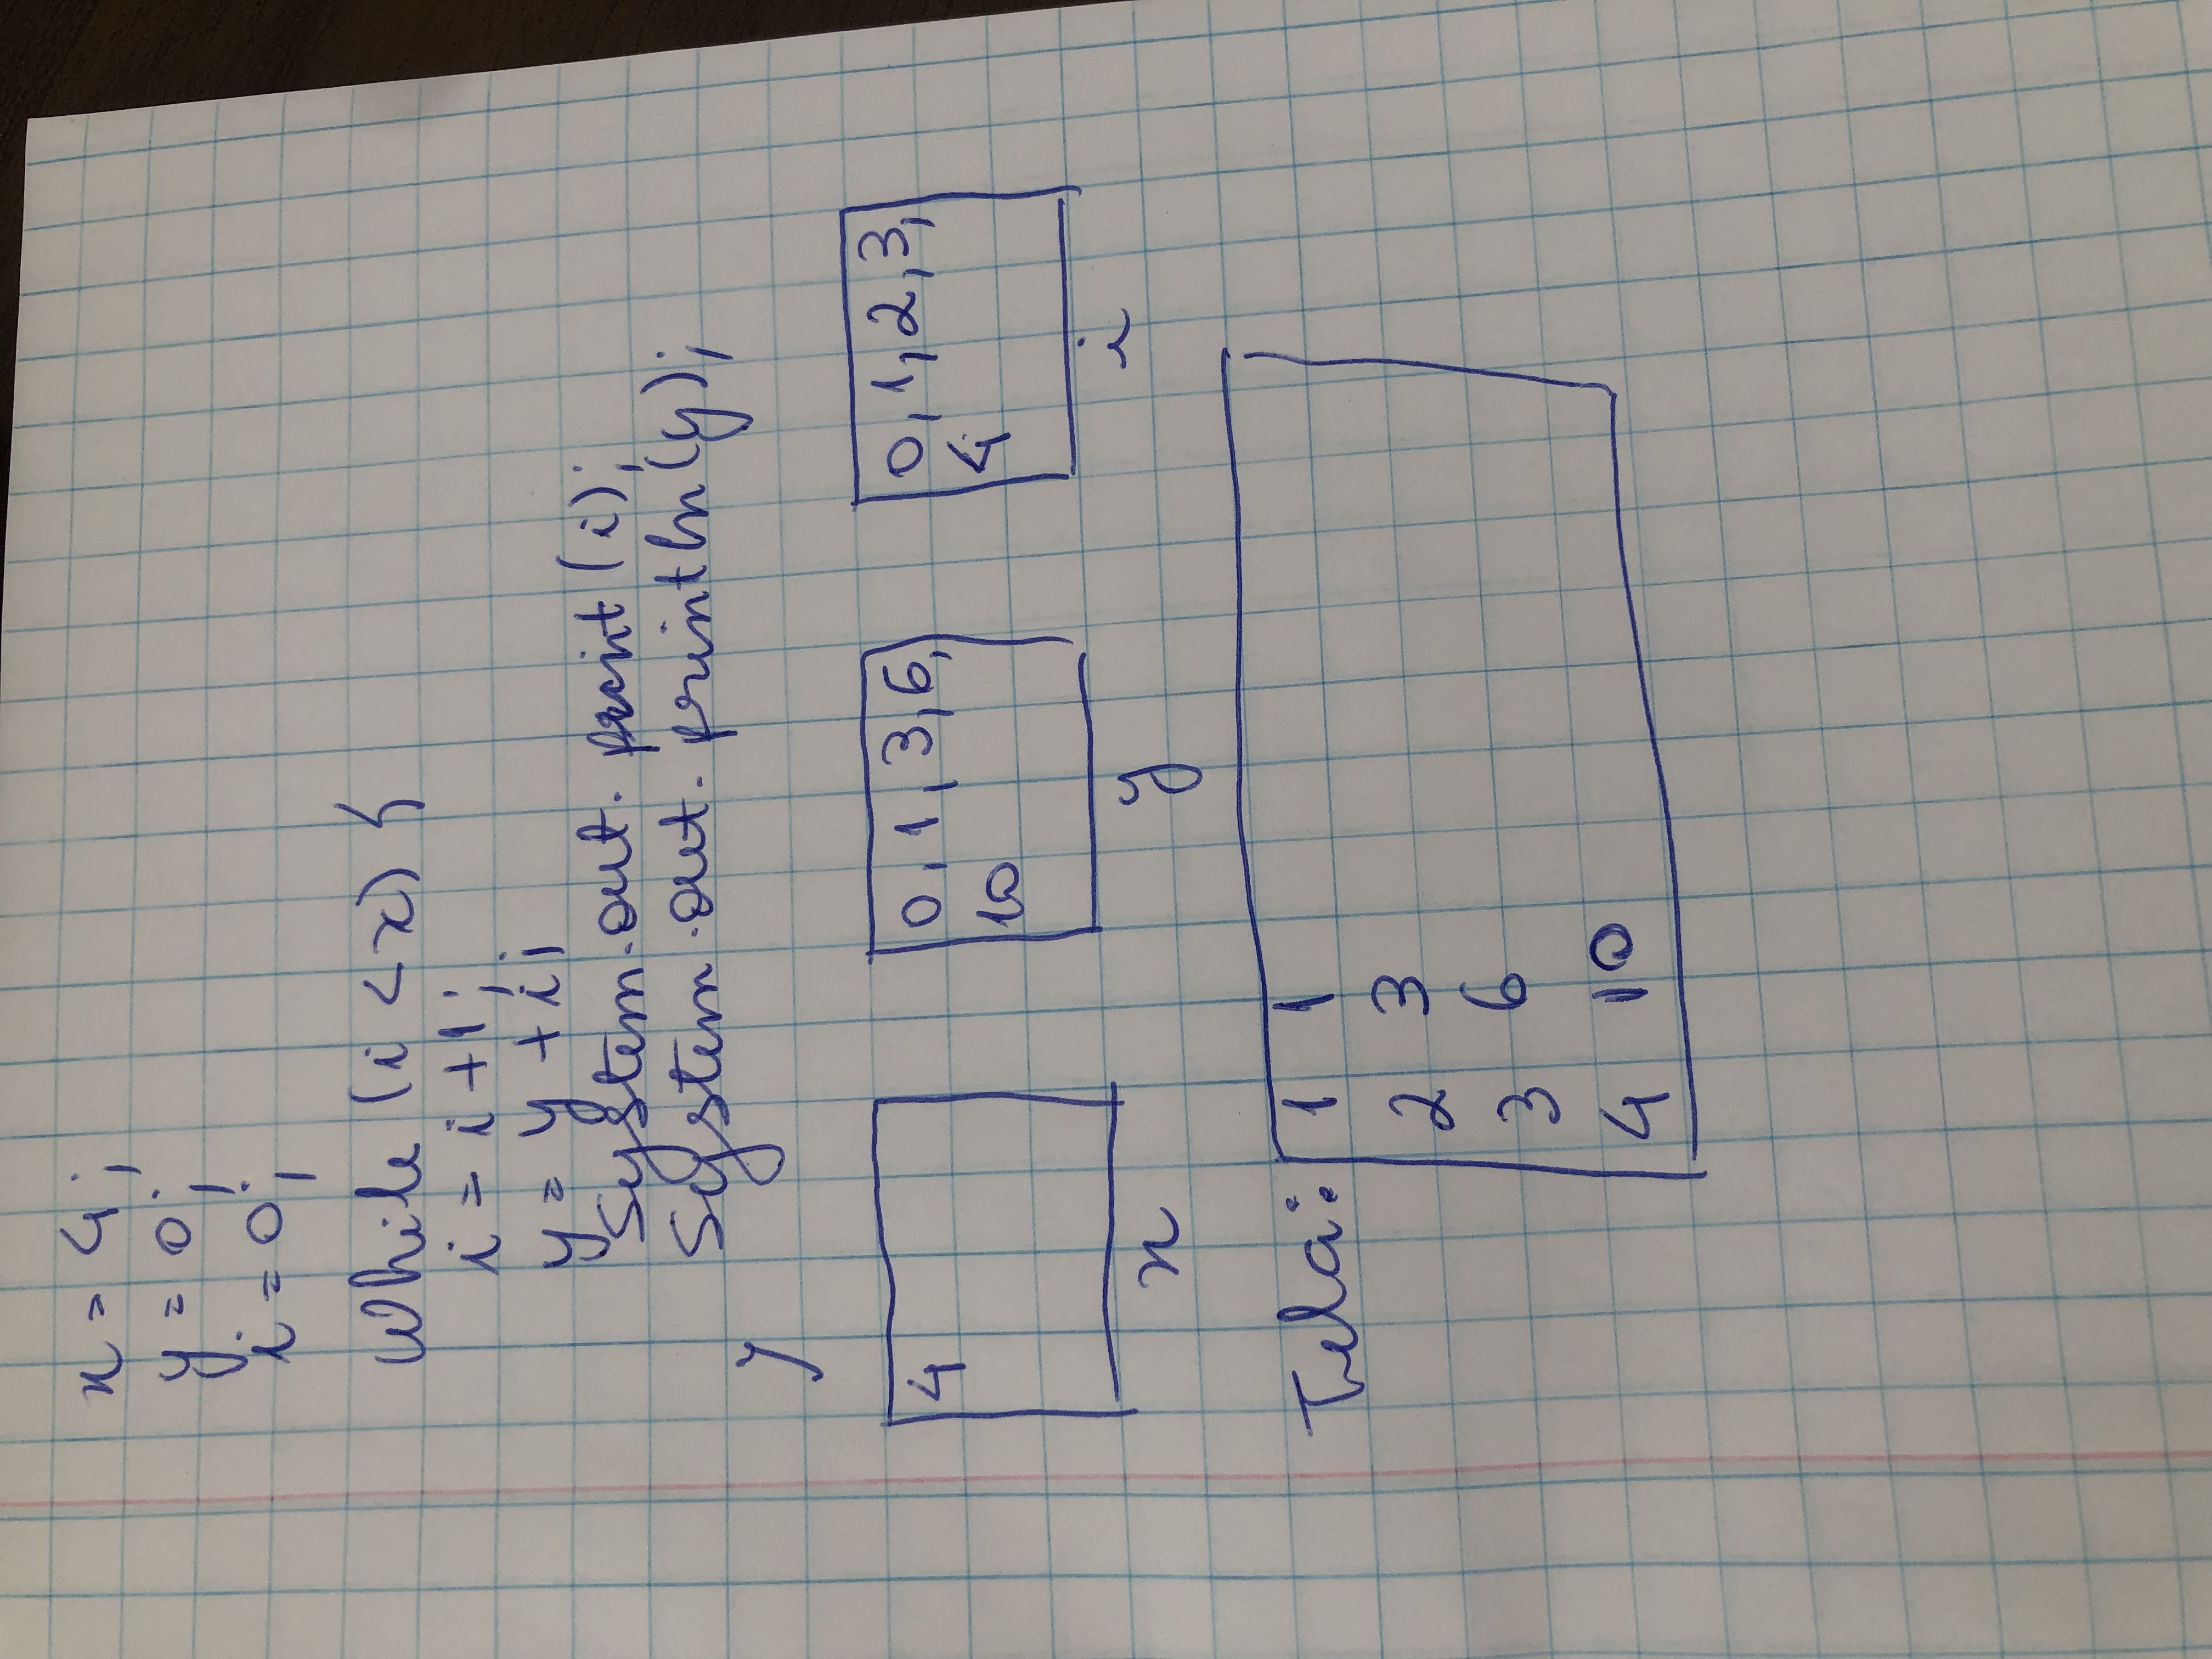 x = 4;
y = 0;
i = 0;
while (i < x) {
i = i + 1;
y = y + i;
System.out.print(i);
System.out.println(y);
}
4
0, 1, 3, 6,
10
0, 1, 2, 3,
4
x
y
i
Tela:
1 1
2 3
3 6
4 10